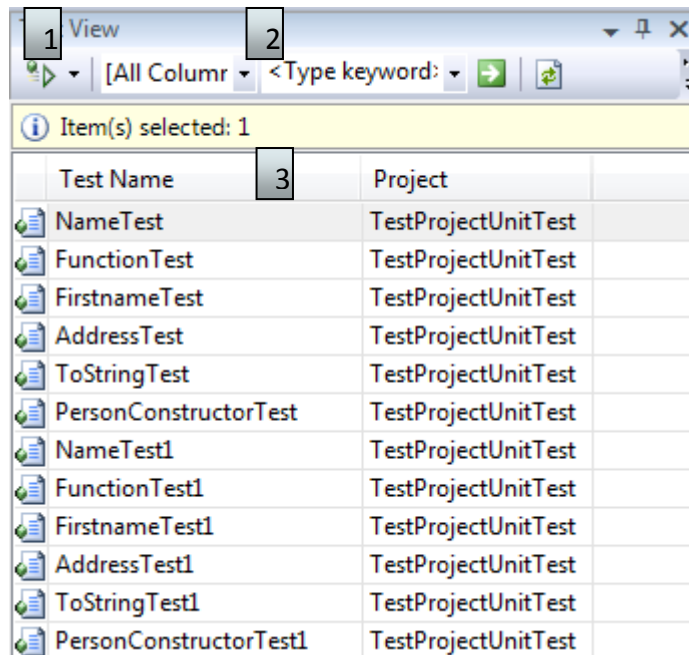 1 View 2
[All Columr <Type keyword>
Item(s) selected: 1
Test Name 3 Project
NameTest TestProjectUnitTest
FunctionTest TestProjectUnitTest
FirstnameTest TestProjectUnitTest
AddressTest TestProjectUnitTest
ToStringTest TestProjectUnitTest
PersonConstructorTest TestProjectUnitTest
NameTest1 TestProjectUnitTest
FunctionTest1 TestProjectUnitTest
FirstnameTest1 TestProjectUnitTest
AddressTest1 TestProjectUnitTest
ToStringTest1 TestProjectUnitTest
PersonConstructorTest1 TestProjectUnitTest